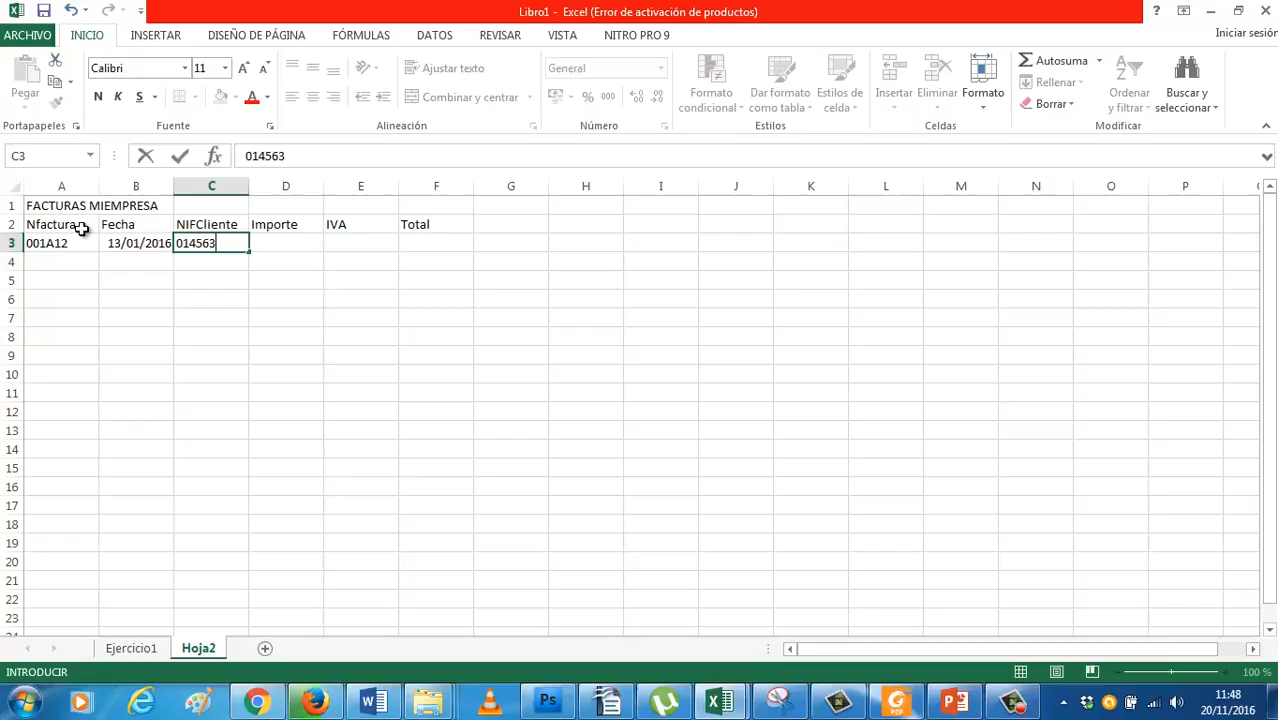 Libro1 - Excel (Error de activación de productos)
ARCHIVO INICIO INSERTAR DISEÑO DE PÁGINA FÓRMULAS DATOS REVISAR VISTA NITRO PRO 9 Iniciar sesión
Calibri 11 Ajustar texto General Autosuma
Rellenar
Pegar N K S Combinar y centrar % 000 Formato condicional Dar formato como tabla Estilos de celda Insertar Eliminar Formato Borrar Ordenar y filtrar Buscar y seleccionar
Portapapeles Fuente Alineación Número Estilos Celdas Modificar
C3 fx 014563
A B C D E F G H I J K L M N O P
1 FACTURAS MIEMPRESA
2 Nfactura Fecha NIFCliente Importe IVA Total
3 001A12 13/01/2016 014563
4
5
6
7
8
9
10
11
12
13
14
15
16
17
18
19
20
21
22
23
Ejercicio1 Hoja2
INTRODUCIR 100 %
11:48
20/11/2016